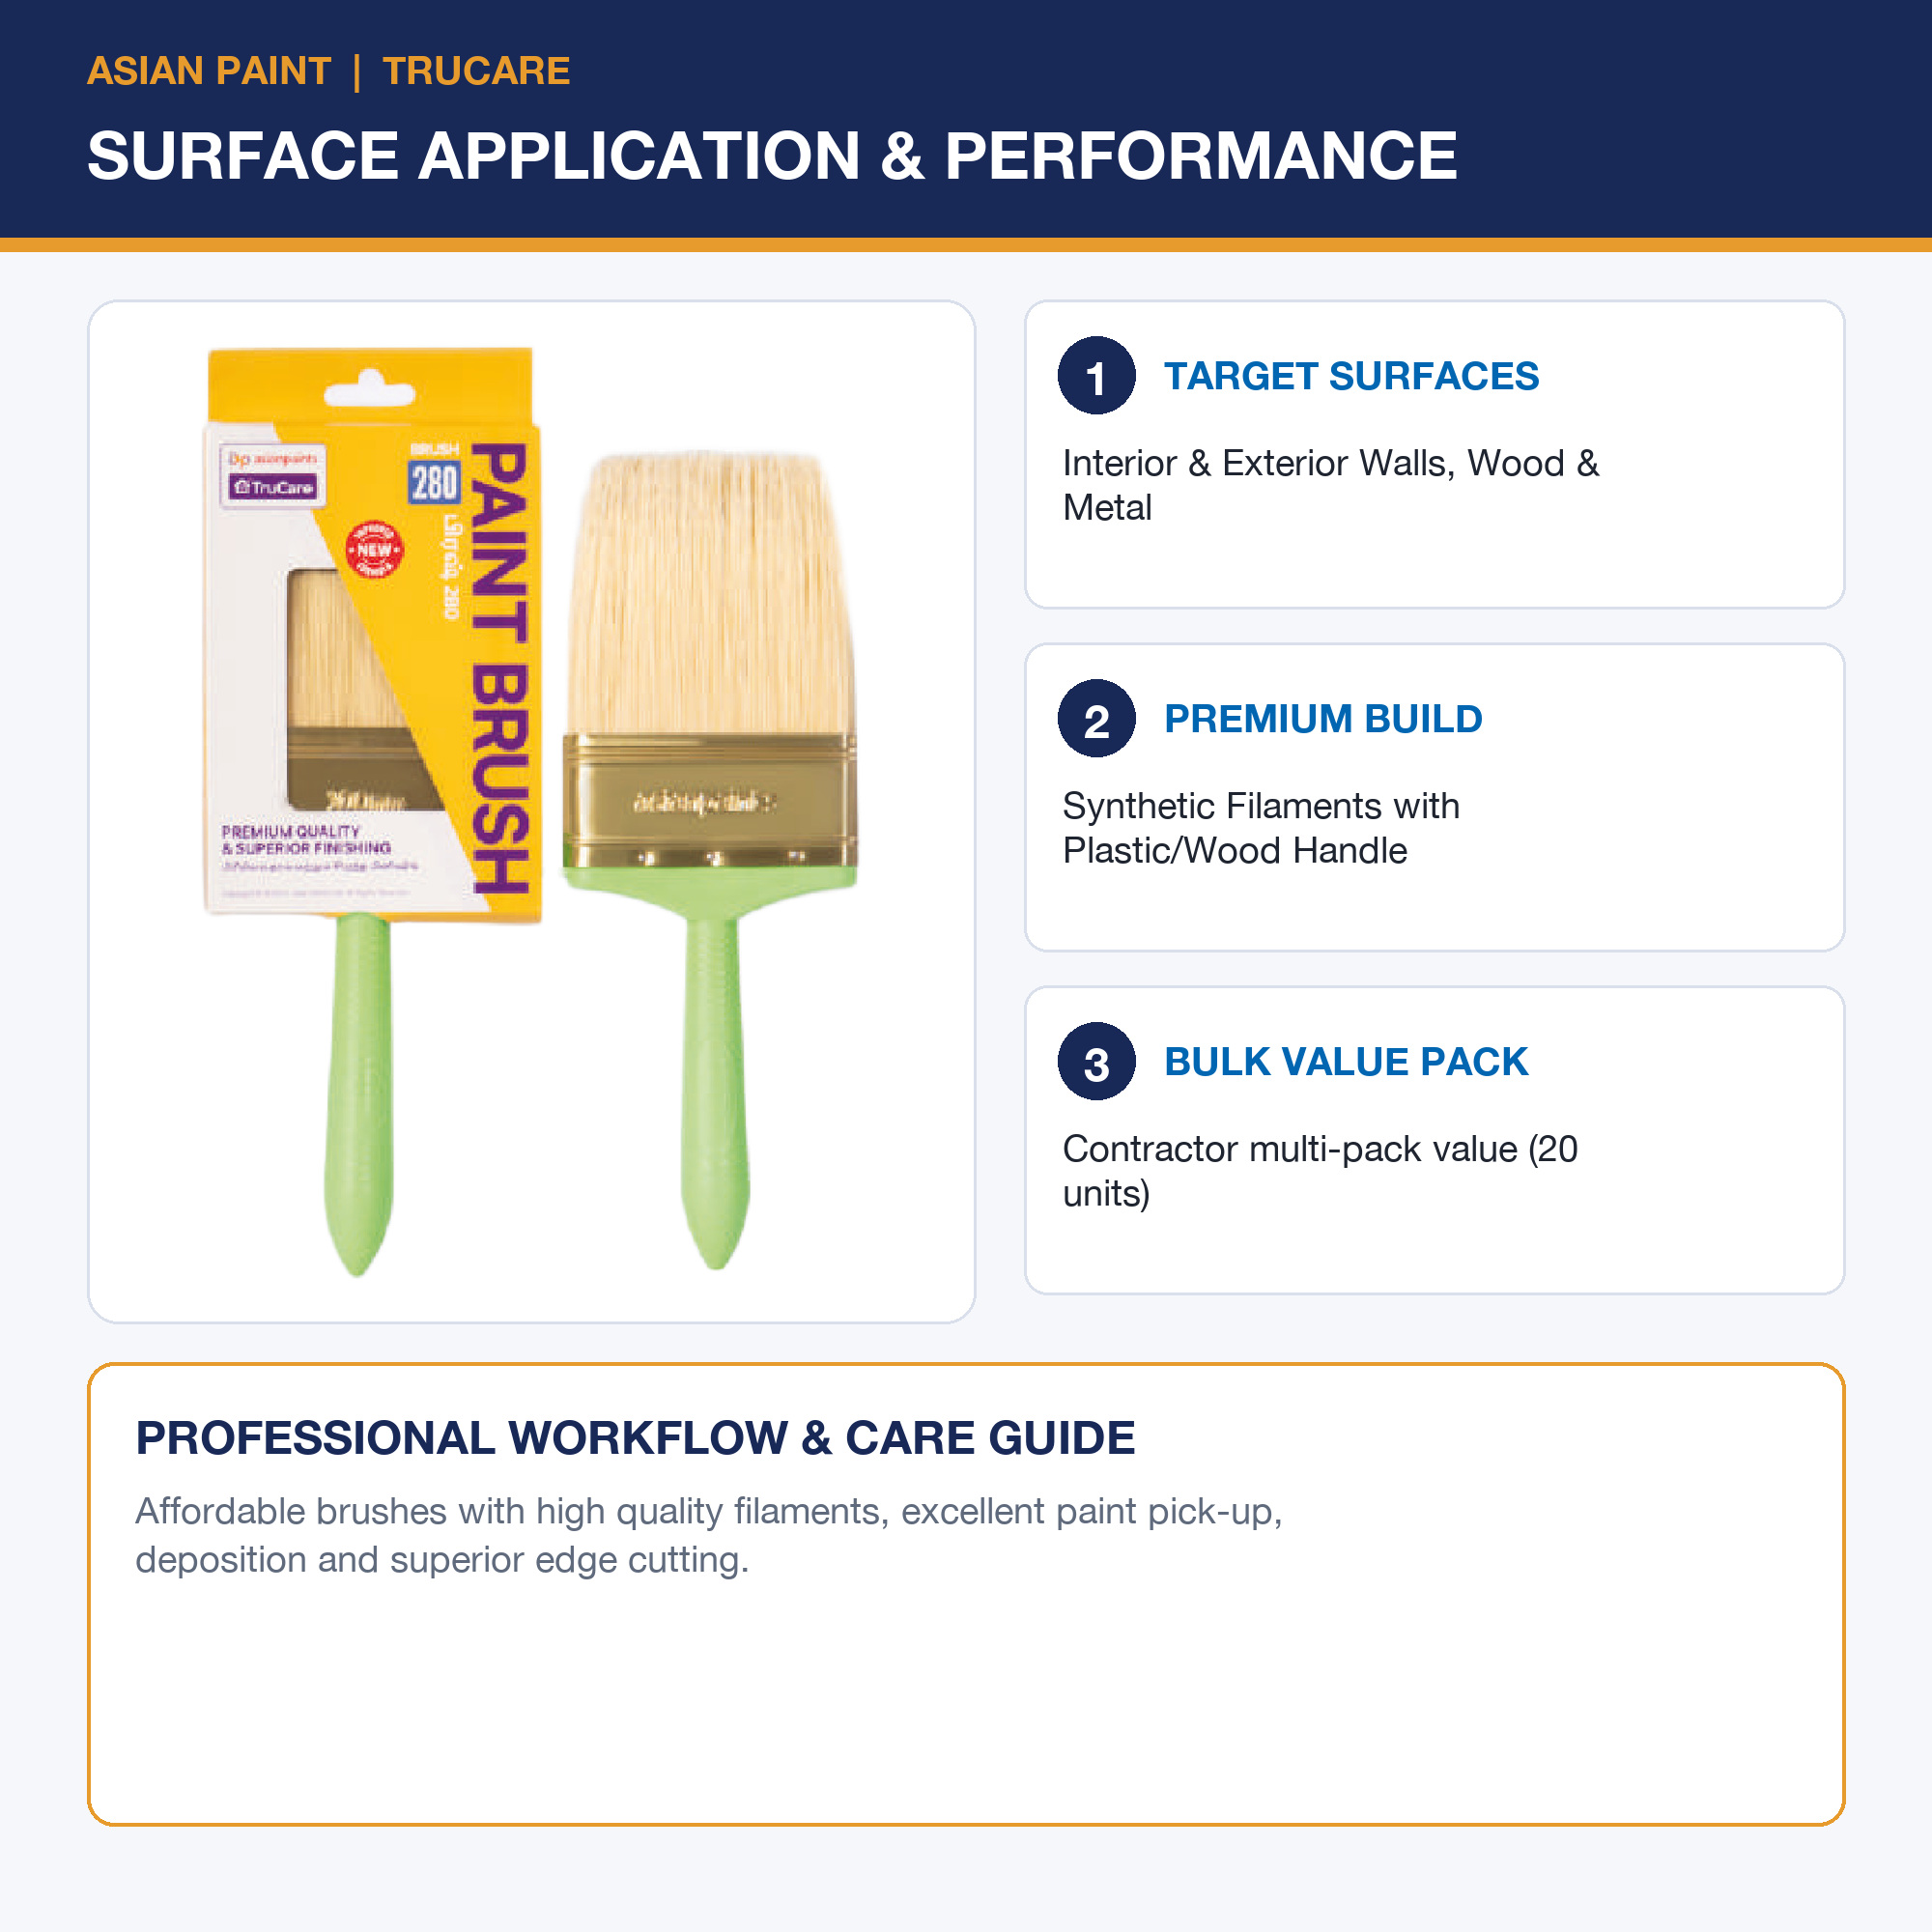 ASIAN PAINT | TRUCARE
SURFACE APPLICATION & PERFORMANCE
asianpaints
TruCare
BRUSH
280
PAINT BRUSH
NEW
PREMIUM QUALITY
& SUPERIOR FINISHING
1 TARGET SURFACES
Interior & Exterior Walls, Wood &
Metal
2 PREMIUM BUILD
Synthetic Filaments with
Plastic/Wood Handle
3 BULK VALUE PACK
Contractor multi-pack value (20
units)
PROFESSIONAL WORKFLOW & CARE GUIDE
Affordable brushes with high quality filaments, excellent paint pick-up,
deposition and superior edge cutting.